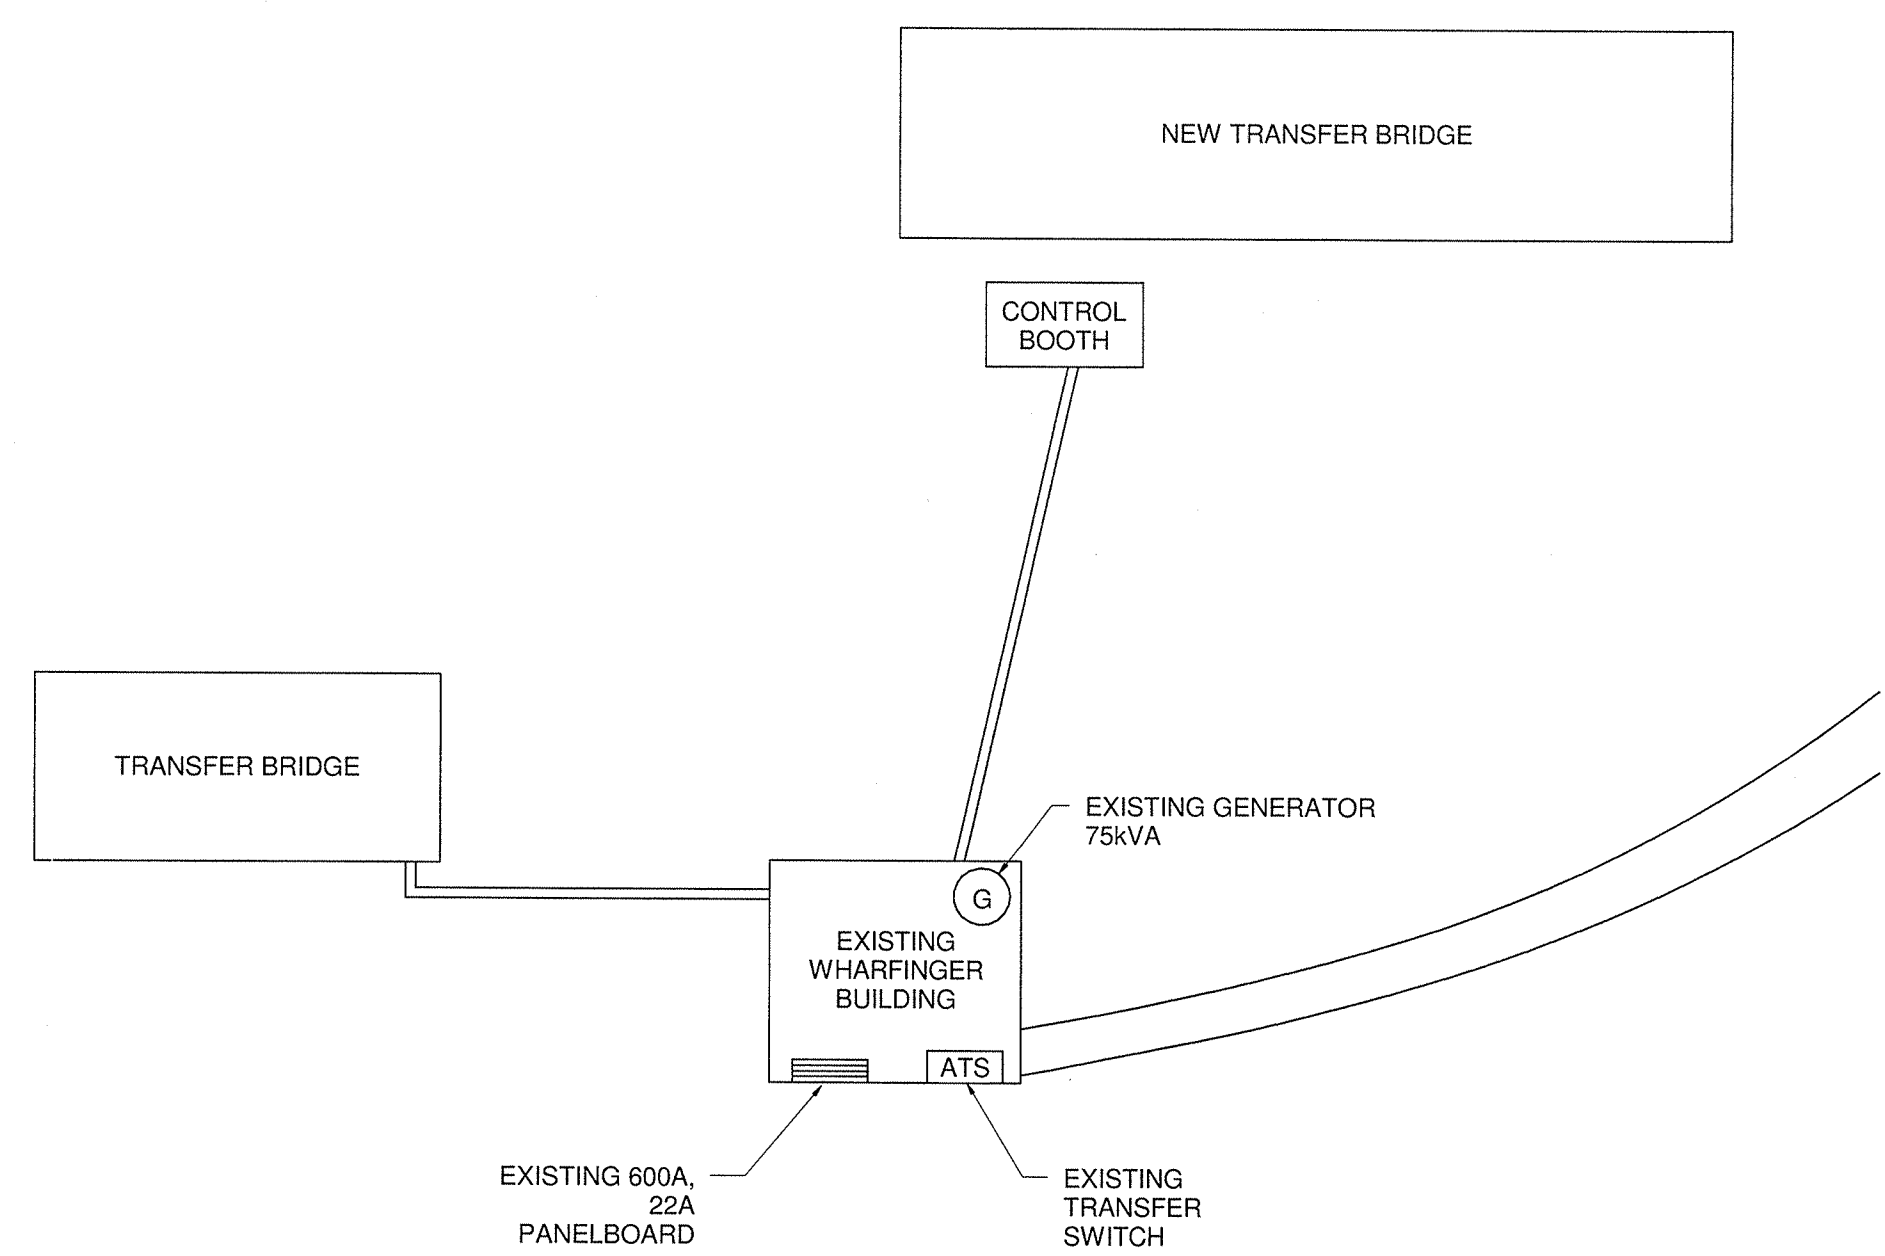 NEW TRANSFER BRIDGE
CONTROL
BOOTH
TRANSFER BRIDGE
EXISTING GENERATOR
75kVA
G
EXISTING
WHARFINGER
BUILDING
ATS
EXISTING 600A,
22A
PANELBOARD
EXISTING
TRANSFER
SWITCH